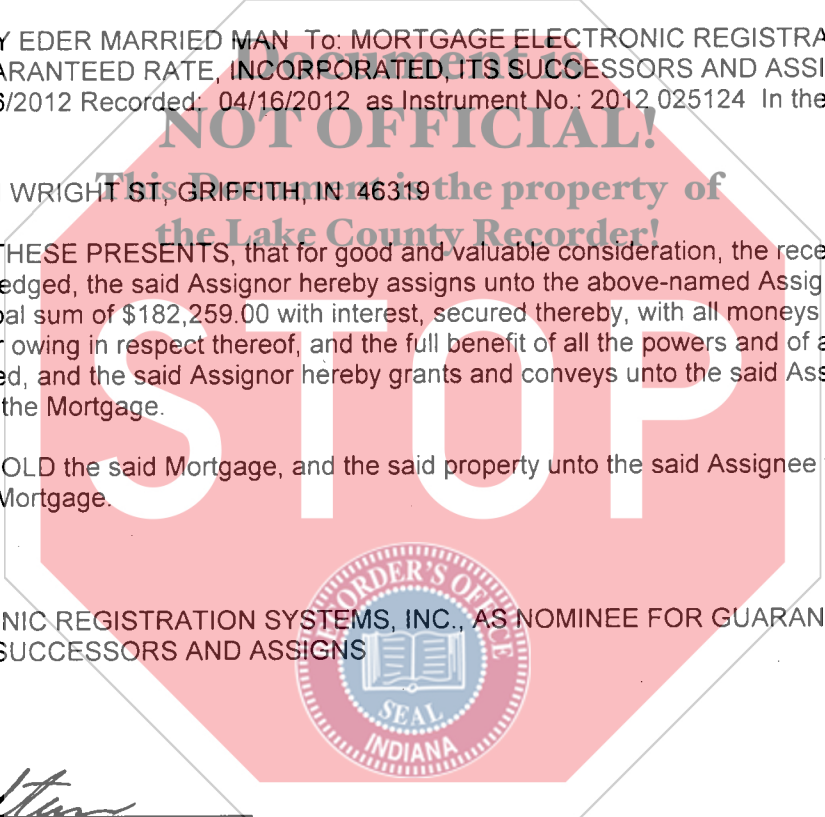 Y EDER MARRIED MAN To: MORTGAGE ELECTRONIC REGISTRA
Document is
ARANTEED RATE, INCORPORATED, ITS SUCCESSORS AND ASSI
6/2012 Recorded: 04/16/2012 as Instrument No.: 2012 025124 In the
NOT OFFICIAL!
WRIGHT ST, GRIFFITH, IN 46319
This Document is the property of
the Lake County Recorder!
THESE PRESENTS, that for good and valuable consideration, the rece
edged, the said Assignor hereby assigns unto the above-named Assig
pal sum of $182,259.00 with interest, secured thereby, with all moneys
r owing in respect thereof, and the full benefit of all the powers and of a
ed, and the said Assignor hereby grants and conveys unto the said Ass
the Mortgage.
STOP
OLD the said Mortgage, and the said property unto the said Assignee
Mortgage.
RECORDER'S OFFICE
NIC REGISTRATION SYSTEMS, INC., AS NOMINEE FOR GUARAN
SUCCESSORS AND ASSIGNS
SEAL
INDIANA